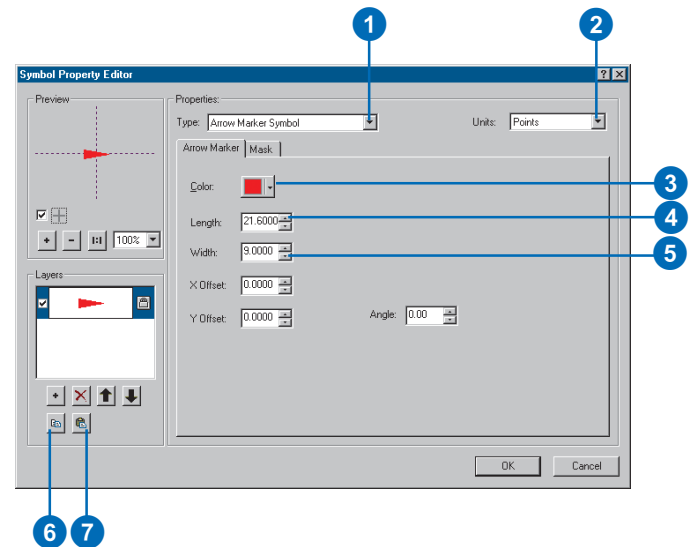 1 2
Symbol Property Editor ? ×
Preview
100%
Layers
Properties:
Type: Arrow Marker Symbol Units: Points
Arrow Marker Mask
Color: 3
Length: 21.6000 4
Width: 9.0000 5
X Offset: 0.0000
Y Offset: 0.0000 Angle: 0.00
+ - 1:1
+
OK Cancel
6 7